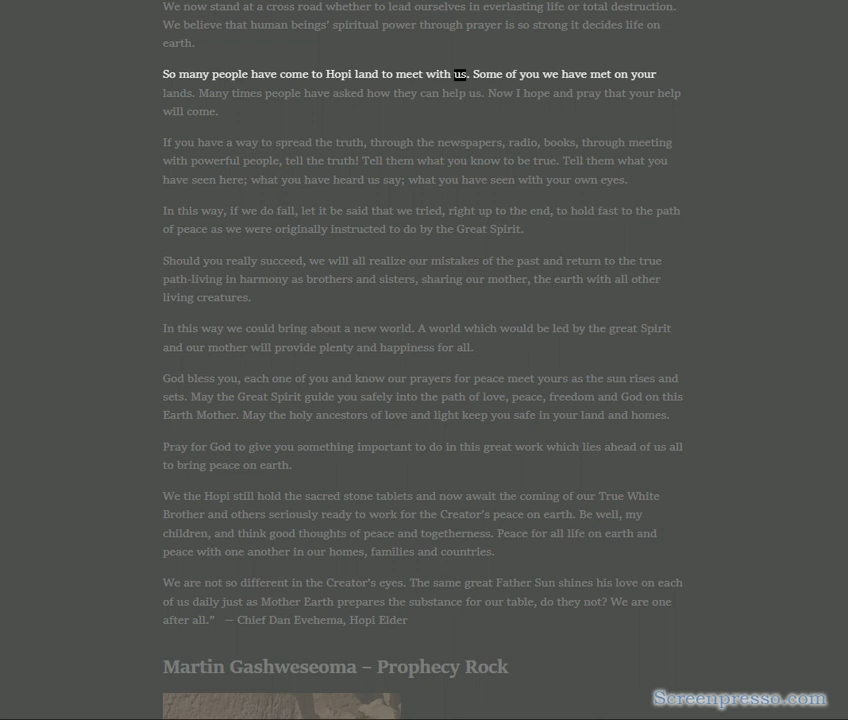 We now stand at a cross road whether to lead ourselves in everlasting life or total destruction.
We believe that human beings' spiritual power through prayer is so strong it decides life on
earth.
So many people have come to Hopi land to meet with us. Some of you we have met on your
lands. Many times people have asked how they can help us. Now I hope and pray that your help
will come.
If you have a way to spread the truth, through the newspapers, radio, books, through meeting
with powerful people, tell the truth! Tell them what you know to be true. Tell them what you
have seen here; what you have heard us say; what you have seen with your own eyes.
In this way, if we do fall, let it be said that we tried, right up to the end, to hold fast to the path
of peace as we were originally instructed to do by the Great Spirit.
Should you really succeed, we will all realize our mistakes of the past and return to the true
path-living in harmony as brothers and sisters, sharing our mother, the earth with all other
living creatures.
In this way we could bring about a new world. A world which would be led by the great Spirit
and our mother will provide plenty and happiness for all.
God bless you, each one of you and know our prayers for peace meet yours as the sun rises and
sets. May the Great Spirit guide you safely into the path of love, peace, freedom and God on this
Earth Mother. May the holy ancestors of love and light keep you safe in your land and homes.
Pray for God to give you something important to do in this great work which lies ahead of us all
to bring peace on earth.
We the Hopi still hold the sacred stone tablets and now await the coming of our True White
Brother and others seriously ready to work for the Creator's peace on earth. Be well, my
children, and think good thoughts of peace and togetherness. Peace for all life on earth and
peace with one another in our homes, families and countries.
We are not so different in the Creator's eyes. The same great Father Sun shines his love on each
of us daily just as Mother Earth prepares the substance for our table, do they not? We are one
after all." — Chief Dan Evehema, Hopi Elder
Martin Gashweseoma – Prophecy Rock
Screenpresso.com